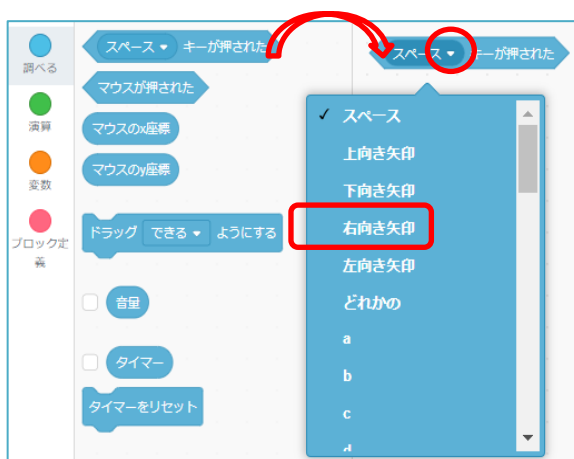 調べる
演算
変数
ブロック定
義
スペース ▾ キーが押された
マウスが押された
マウスのx座標
マウスのy座標
ドラッグ できる ▾ ようにする
音量
タイマー
タイマーをリセット
スペース ▾ キーが押された
✓ スペース
上向き矢印
下向き矢印
右向き矢印
左向き矢印
どれかの
a
b
c
d